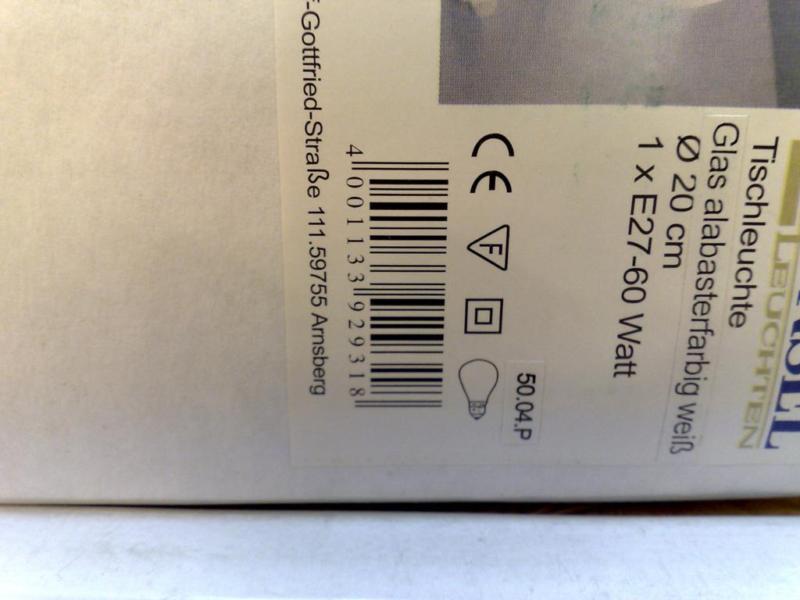 LEUCHTEN
Tischleuchte
Glas alabasterfarbig weiß
Ø 20 cm
1 x E27-60 Watt
50.04.P
CE
F
4 001133 929318
-Gottfried-Straße 111.59755 Arnsberg